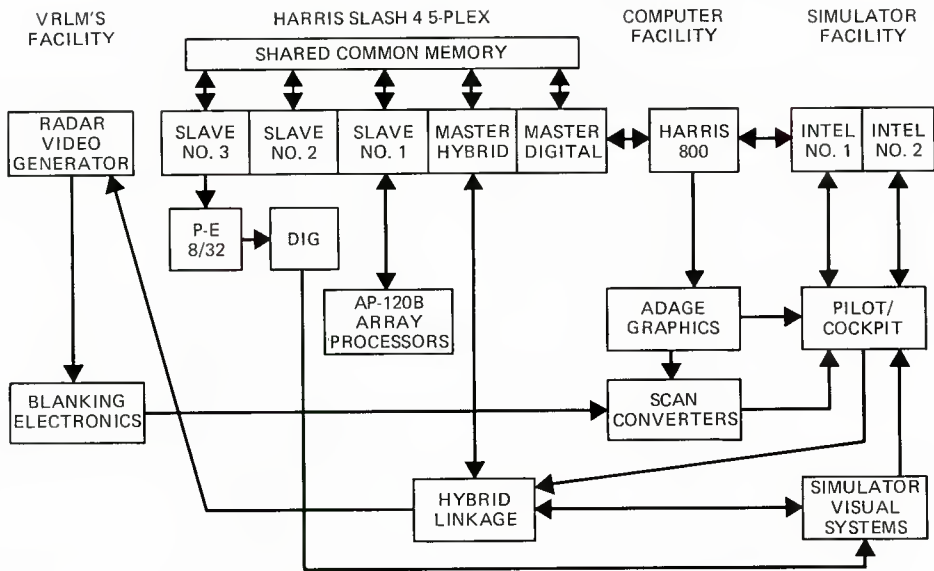 VRLM'S
FACILITY
HARRIS SLASH 4 5-PLEX
COMPUTER
FACILITY
SIMULATOR
FACILITY
SHARED COMMON MEMORY
RADAR
VIDEO
GENERATOR
SLAVE
NO. 3
SLAVE
NO. 2
SLAVE
NO. 1
MASTER
HYBRID
MASTER
DIGITAL
HARRIS
800
INTEL
NO. 1
INTEL
NO. 2
P-E
8/32
DIG
AP-120B
ARRAY
PROCESSORS
ADAGE
GRAPHICS
PILOT/
COCKPIT
BLANKING
ELECTRONICS
SCAN
CONVERTERS
HYBRID
LINKAGE
SIMULATOR
VISUAL
SYSTEMS